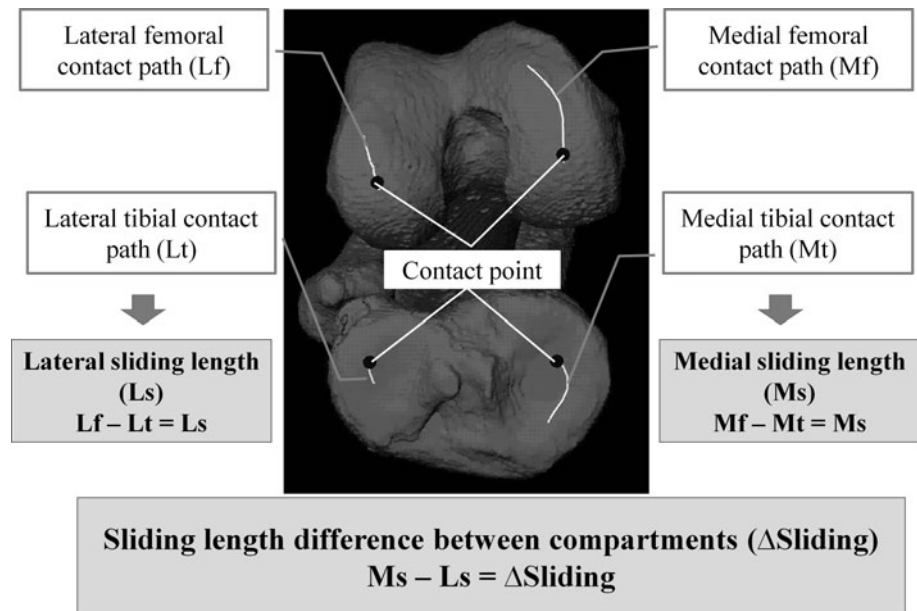 Lateral femoral
contact path (Lf)
Medial femoral
contact path (Mf)
Lateral tibial contact
path (Lt)
Medial tibial contact
path (Mt)
Contact point
Lateral sliding length
(Ls)
Lf – Lt = Ls
Medial sliding length
(Ms)
Mf – Mt = Ms
Sliding length difference between compartments (ΔSliding)
Ms – Ls = ΔSliding